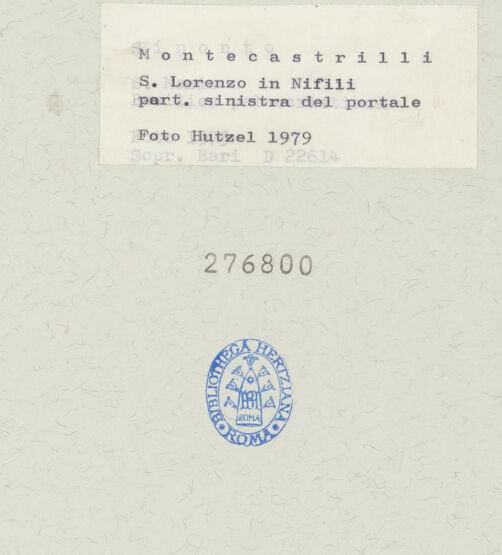 Montecastrilli
S. Lorenzo in Nifili
part. sinistra del portale
Foto Hutzel 1979
Sopr. Bari D 22614
276800
BIBLIOTHECA HERTZIANA
ROMA
* ROMA *